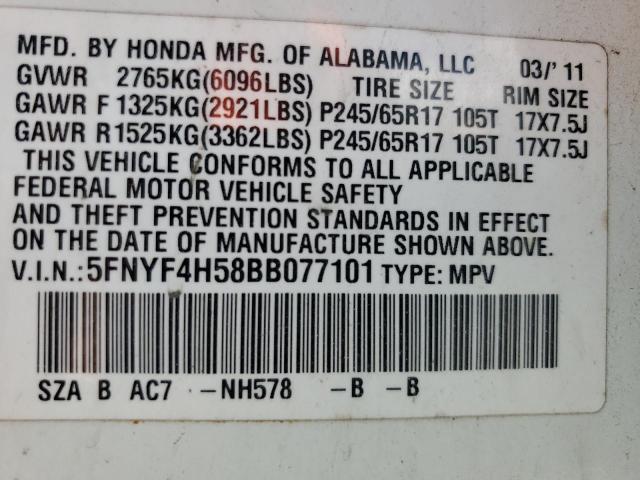 MFD. BY HONDA MFG. OF ALABAMA, LLC 03/'11
GVWR 2765KG(6096LBS) TIRE SIZE RIM SIZE
GAWR F 1325KG(2921LBS) P245/65R17 105T 17X7.5J
GAWR R1525KG(3362LBS) P245/65R17 105T 17X7.5J
THIS VEHICLE CONFORMS TO ALL APPLICABLE
FEDERAL MOTOR VEHICLE SAFETY
AND THEFT PREVENTION STANDARDS IN EFFECT
ON THE DATE OF MANUFACTURE SHOWN ABOVE.
V.I.N.:5FNYF4H58BB077101 TYPE: MPV
SZA B AC7 -NH578 -B -B